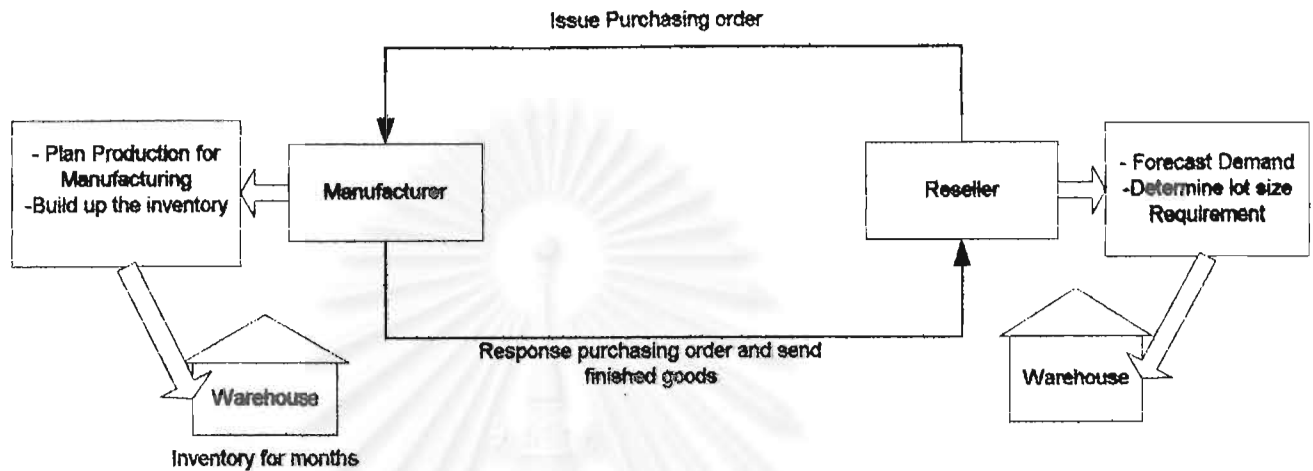 Issue Purchasing order
- Plan Production for
Manufacturing
-Build up the inventory
Manufacturer
Reseller
- Forecast Demand
-Determine lot size
Requirement
Response purchasing order and send
finished goods
Warehouse
Inventory for months
Warehouse